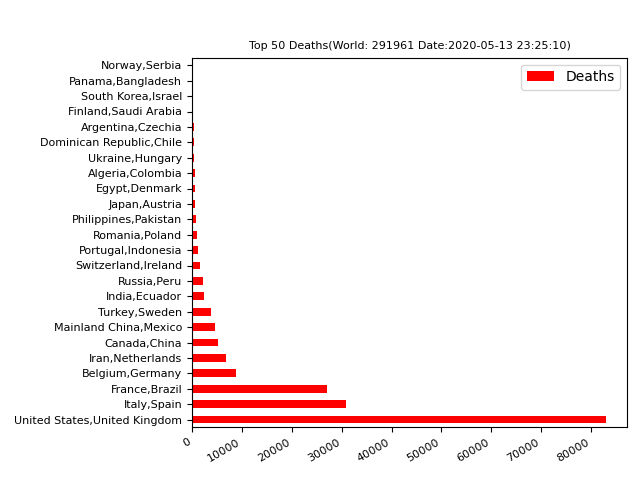 Top 50 Deaths(World: 291961 Date:2020-05-13 23:25:10)
Deaths
Norway,Serbia
Panama,Bangladesh
South Korea,Israel
Finland,Saudi Arabia
Argentina,Czechia
Dominican Republic,Chile
Ukraine,Hungary
Algeria,Colombia
Egypt,Denmark
Japan,Austria
Philippines,Pakistan
Romania,Poland
Portugal,Indonesia
Switzerland,Ireland
Russia,Peru
India,Ecuador
Turkey,Sweden
Mainland China,Mexico
Canada,China
Iran,Netherlands
Belgium,Germany
France,Brazil
Italy,Spain
United States,United Kingdom
0 10000 20000 30000 40000 50000 60000 70000 80000